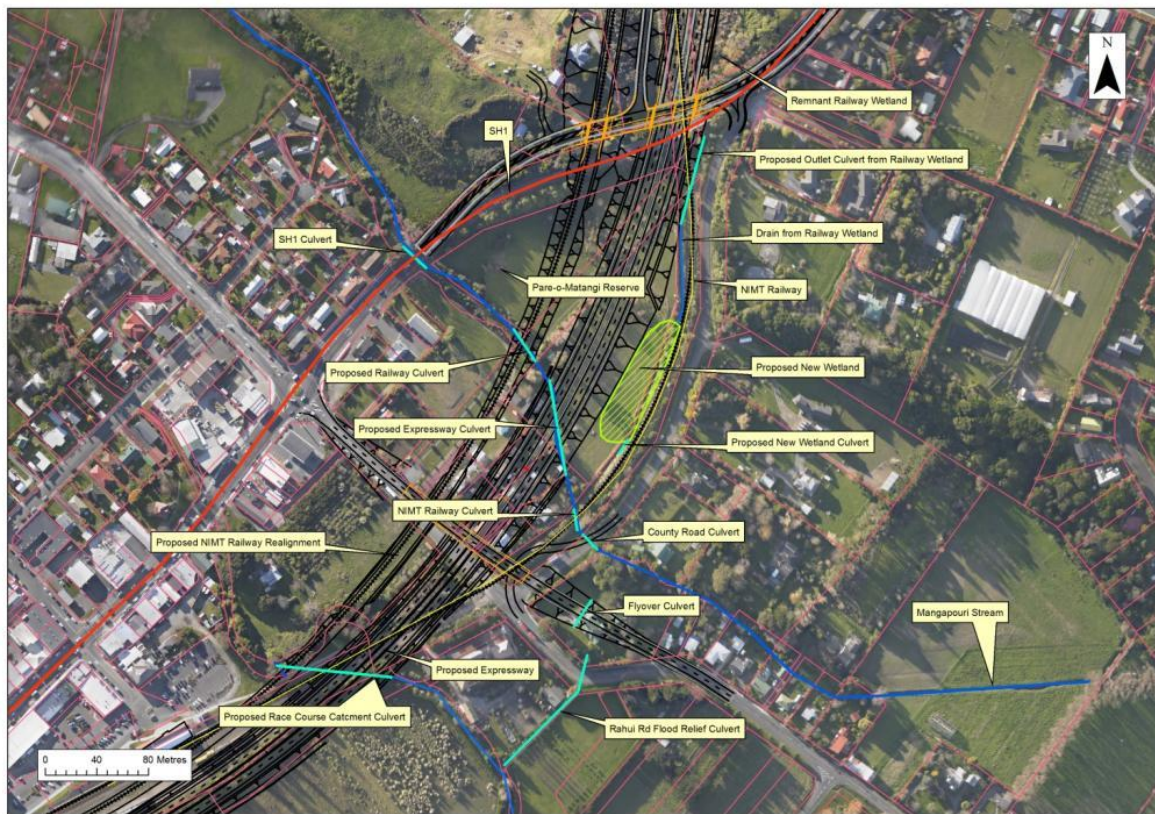 N
Remnant Railway Wetland
SH1
Proposed Outlet Culvert from Railway Wetland
Drain from Railway Wetland
SH1 Culvert
Pare-o-Matangi Reserve
NIMT Railway
Proposed Railway Culvert
Proposed New Wetland
Proposed Expressway Culvert
Proposed New Wetland Culvert
NIMT Railway Culvert
County Road Culvert
Proposed NIMT Railway Realignment
Flyover Culvert
Mangapouri Stream
Proposed Expressway
Proposed Race Course Catcment Culvert
Rahui Rd Flood Relief Culvert
0 40 80 Metres